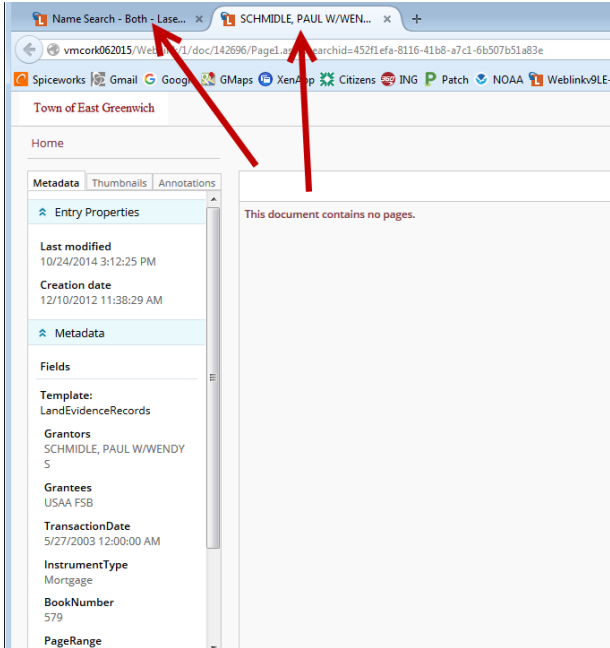 Name Search - Both - Lase...
SCHMIDLE, PAUL W/WEN...
vmcork062015/Web /1/doc/142696/Page1.as earchid=452f1efa-8116-41b8-a7c1-6b507b51a83e
Spiceworks Gmail Goog GMaps XenApp Citizens ING Patch NOAA Weblinkv9LE-
Town of East Greenwich
Home
Metadata Thumbnails Annotations
Entry Properties
This document contains no pages.
Last modified
10/24/2014 3:12:25 PM
Creation date
12/10/2012 11:38:29 AM
Metadata
Fields
Template:
LandEvidenceRecords
Grantors
SCHMIDLE, PAUL W/WENDY
S
Grantees
USAA FSB
TransactionDate
5/27/2003 12:00:00 AM
InstrumentType
Mortgage
BookNumber
579
PageRange